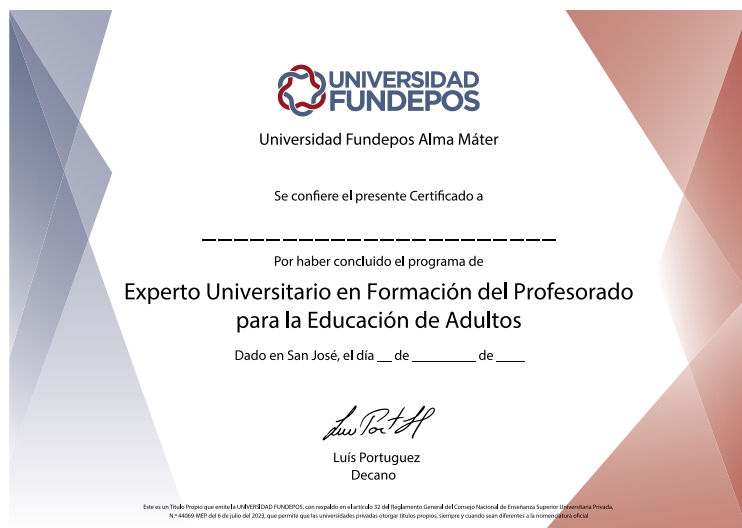 UNIVERSIDAD
FUNDEPOS
Universidad Fundepos Alma Máter
Se confiere el presente Certificado a
Por haber concluido el programa de
Experto Universitario en Formación del Profesorado
para la Educación de Adultos
Dado en San José, el día __ de ________ de ____
Luís Portuguez
Decano
Este es un Título Propio que emite la UNIVERSIDAD FUNDEPOS, con respaldo en el artículo 32 del Reglamento General del Consejo Nacional de Enseñanza Superior Universitaria Privada,
N.º 44069-MEP del 6 de julio del 2023, que permite que las universidades privadas otorgar títulos propios, siempre y cuando sean diferentes a la nomenclatura oficial